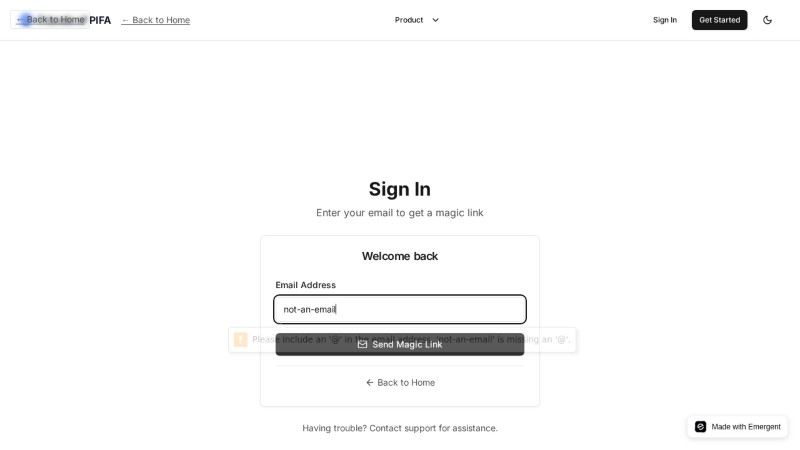 ← Back to Home
PIFA
← Back to Home
Product
Sign In
Get Started
Sign In
Enter your email to get a magic link
Welcome back
Email Address
not-an-email
Please include an '@' in the email address. 'not-an-email' is missing an '@'.
Send Magic Link
← Back to Home
Having trouble? Contact support for assistance.
Made with Emergent